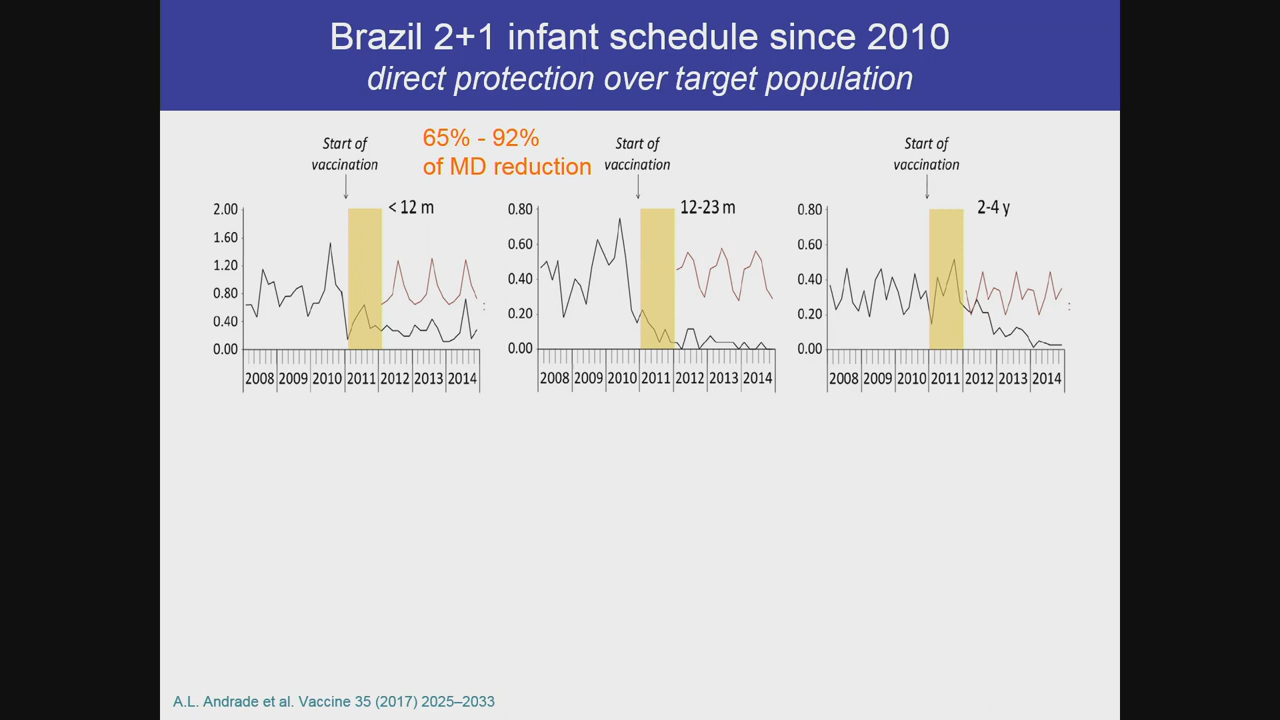 Brazil 2+1 infant schedule since 2010
direct protection over target population
65% - 92%
of MD reduction
Start of
vaccination
< 12 m
2.00
1.60
1.20
0.80
0.40
0.00
2008 2009 2010 2011 2012 2013 2014
Start of
vaccination
12-23 m
0.80
0.60
0.40
0.20
0.00
2008 2009 2010 2011 2012 2013 2014
Start of
vaccination
2-4 y
0.80
0.60
0.40
0.20
0.00
2008 2009 2010 2011 2012 2013 2014
A.L. Andrade et al. Vaccine 35 (2017) 2025–2033